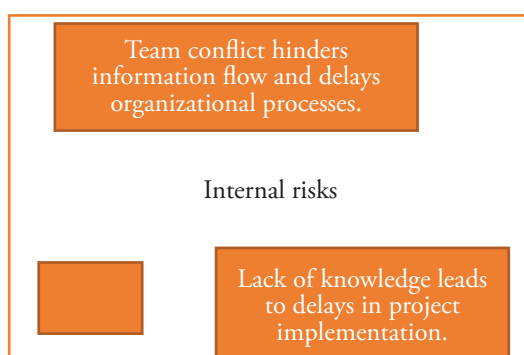 Team conflict hinders
information flow and delays
organizational processes.
Internal risks
Lack of knowledge leads
to delays in project
implementation.